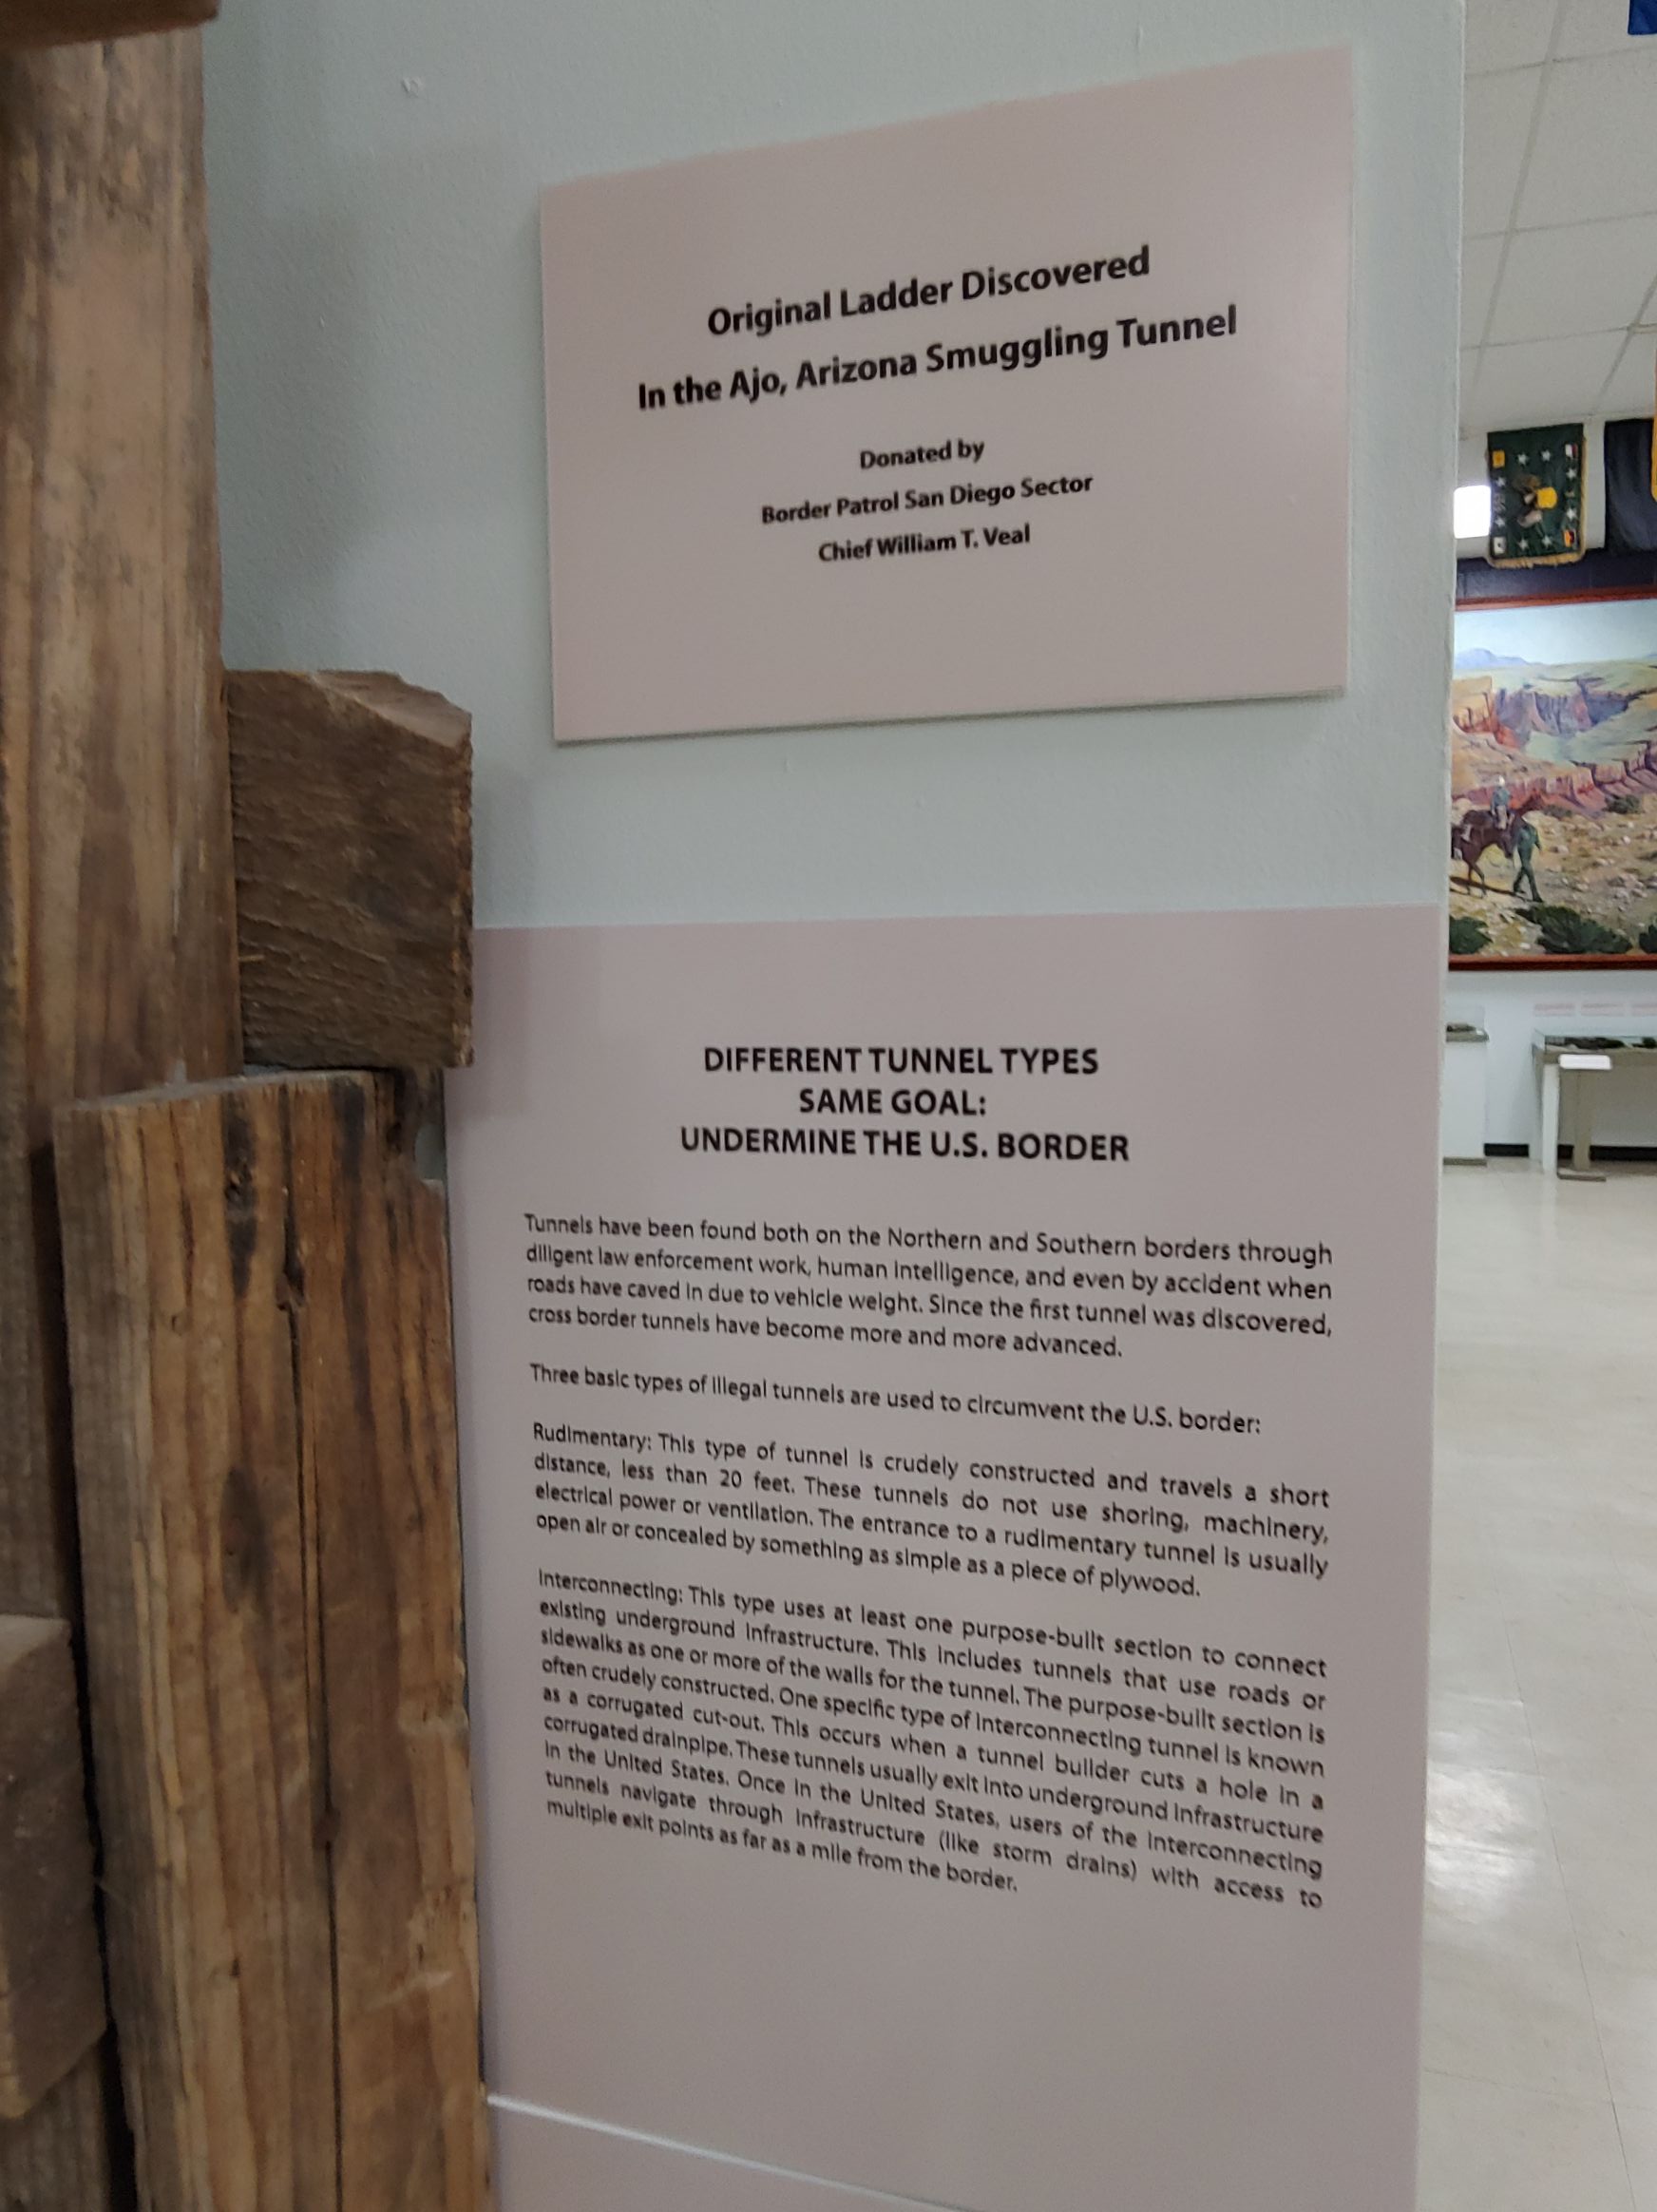 Original Ladder Discovered
In the Ajo, Arizona Smuggling Tunnel
Donated by
Border Patrol San Diego Sector
Chief William T. Veal
DIFFERENT TUNNEL TYPES
SAME GOAL:
UNDERMINE THE U.S. BORDER
Tunnels have been found both on the Northern and Southern borders through
diligent law enforcement work, human intelligence, and even by accident when
roads have caved in due to vehicle weight. Since the first tunnel was discovered,
cross border tunnels have become more and more advanced.
Three basic types of illegal tunnels are used to circumvent the U.S. border:
Rudimentary: This type of tunnel is crudely constructed and travels a short
distance, less than 20 feet. These tunnels do not use shoring, machinery,
electrical power or ventilation. The entrance to a rudimentary tunnel is usually
open air or concealed by something as simple as a piece of plywood.
Interconnecting: This type uses at least one purpose-built section to connect
existing underground infrastructure. This includes tunnels that use roads or
sidewalks as one or more of the walls for the tunnel. The purpose-built section is
often crudely constructed. One specific type of interconnecting tunnel is known
as a corrugated cut-out. This occurs when a tunnel builder cuts a hole in a
corrugated drainpipe. These tunnels usually exit into underground infrastructure
in the United States. Once in the United States, users of the interconnecting
tunnels navigate through infrastructure (like storm drains) with access to
multiple exit points as far as a mile from the border.